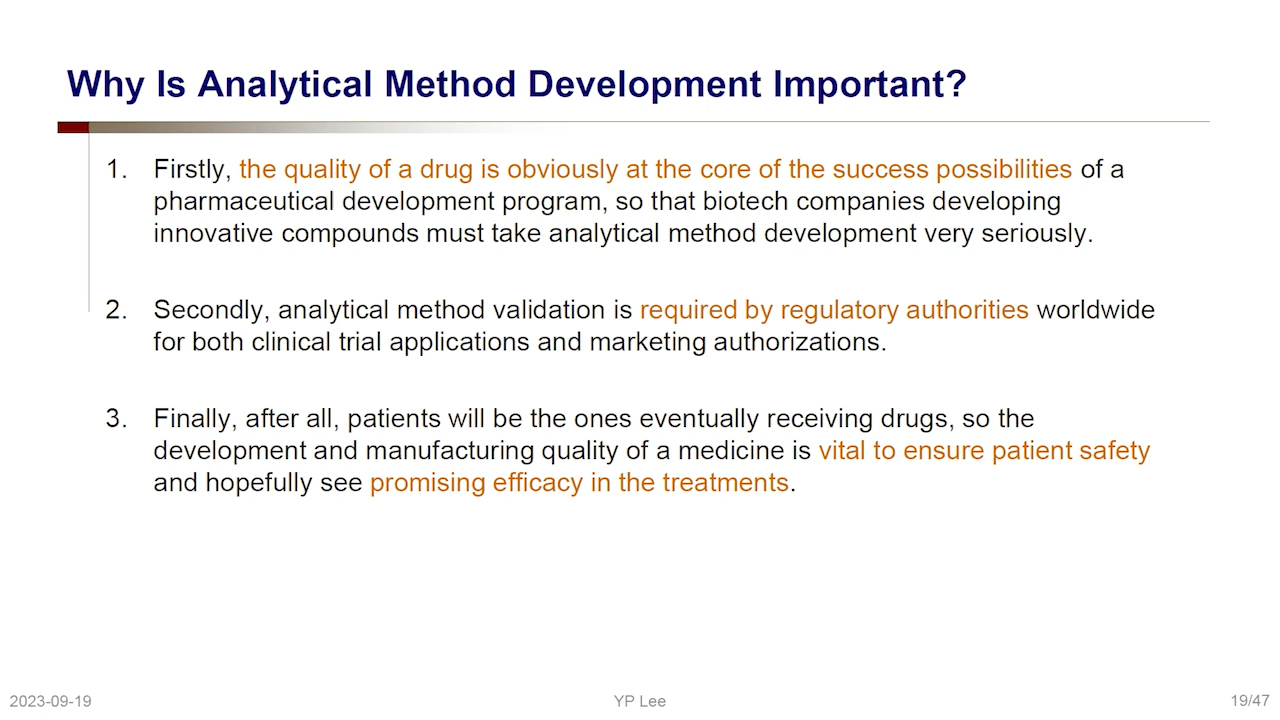 Why Is Analytical Method Development Important?
1. Firstly, the quality of a drug is obviously at the core of the success possibilities of a
pharmaceutical development program, so that biotech companies developing
innovative compounds must take analytical method development very seriously.
2. Secondly, analytical method validation is required by regulatory authorities worldwide
for both clinical trial applications and marketing authorizations.
3. Finally, after all, patients will be the ones eventually receiving drugs, so the
development and manufacturing quality of a medicine is vital to ensure patient safety
and hopefully see promising efficacy in the treatments.
2023-09-19
YP Lee
19/47